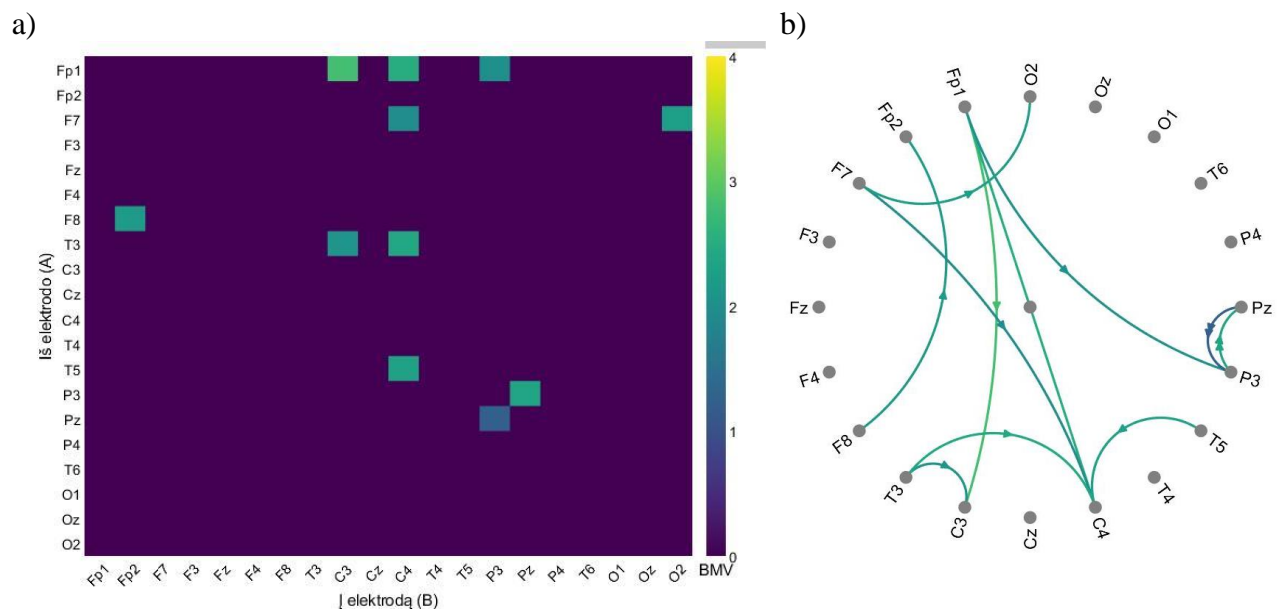 a)
b)
Fp1
Fp2
F7
F3
Fz
F4
F8
T3
C3
Cz
C4
T4
T5
P3
Pz
P4
T6
O1
Oz
O2
Iš elektrodo (A)
Fp1
Fp2
F7
F3
Fz
F4
F8
T3
C3
Cz
C4
T4
T5
P3
Pz
P4
T6
O1
Oz
O2
Į elektrodą (B)
4
3
2
1
0
BMV
Fp1
O2
Oz
O1
T6
P4
Pz
P3
T5
T4
C4
Cz
C3
T3
F8
F4
Fz
F3
F7
Fp2